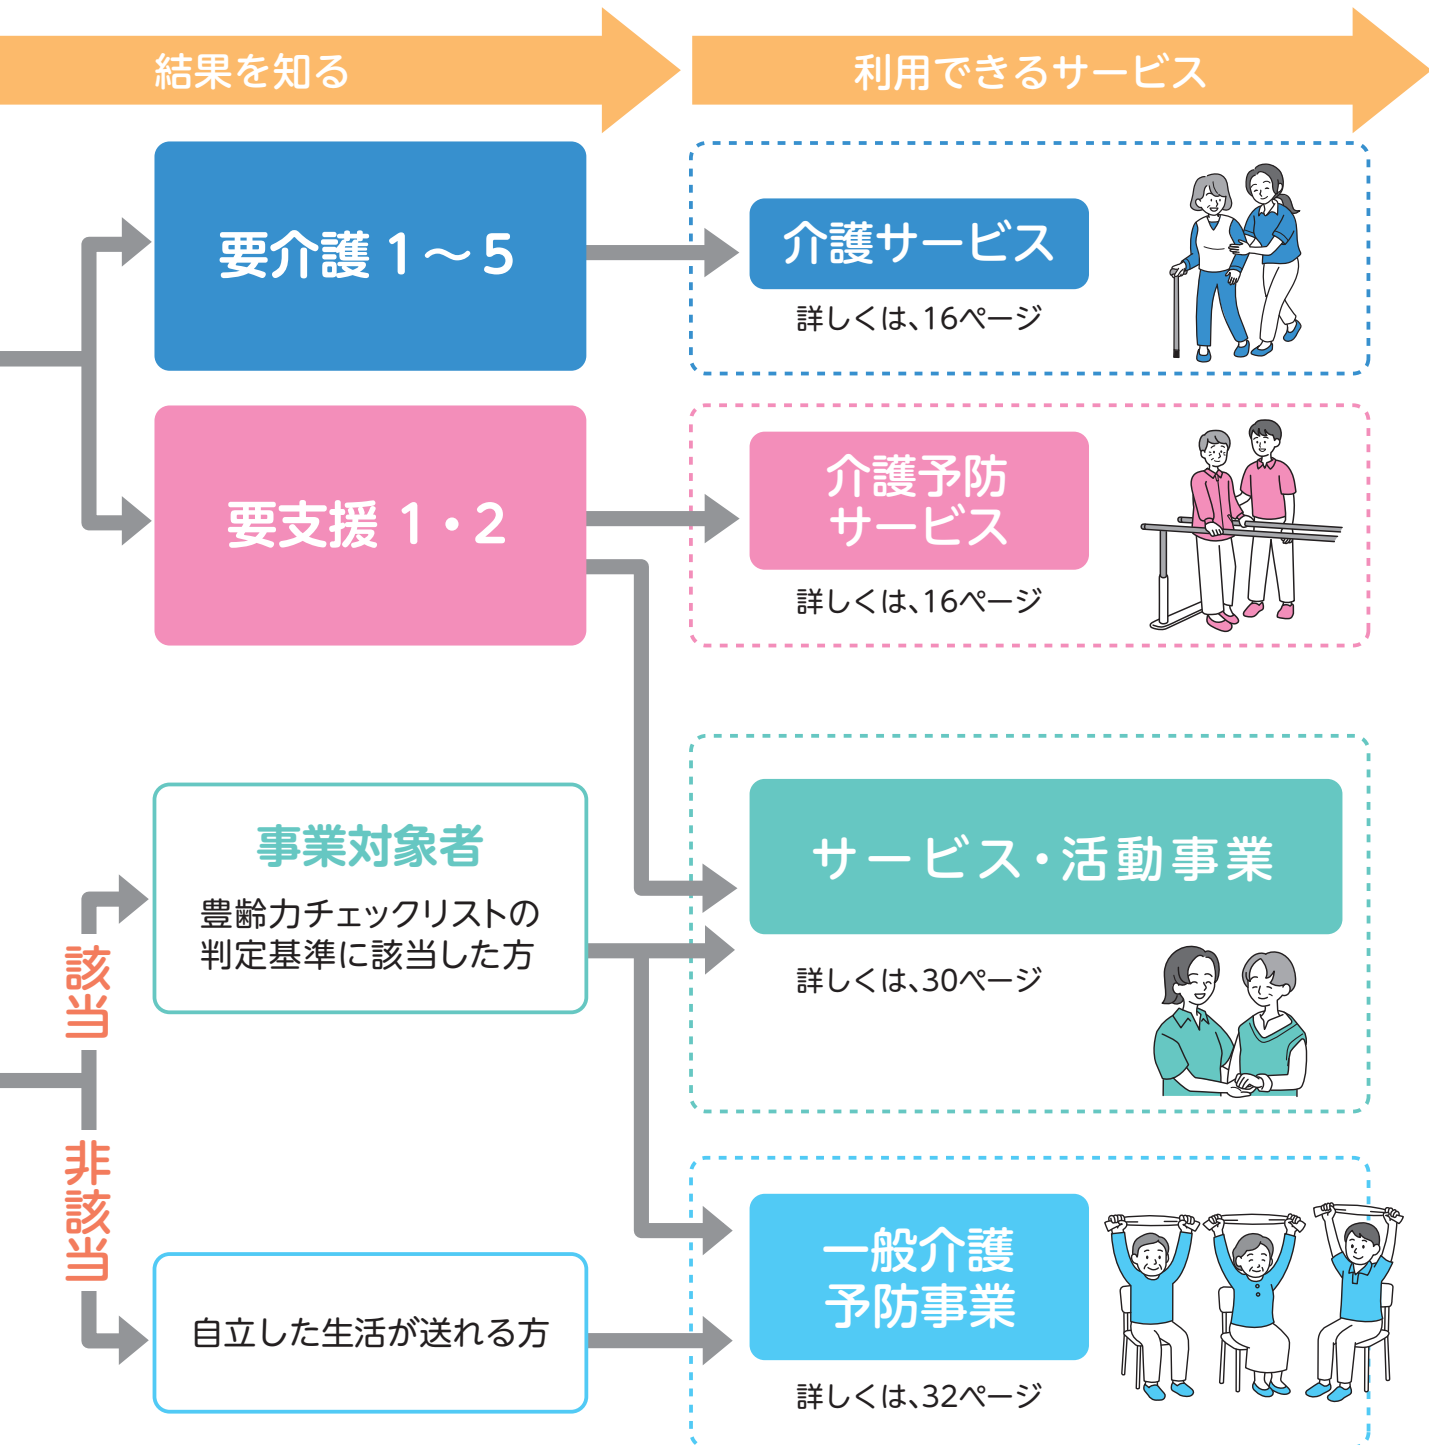 結果を知る
利用できるサービス
要介護 1〜5
介護サービス
詳しくは、16ページ
要支援 1・2
介護予防
サービス
詳しくは、16ページ
該当
事業対象者
豊齢力チェックリストの
判定基準に該当した方
サービス・活動事業
詳しくは、30ページ
非該当
自立した生活が送れる方
一般介護
予防事業
詳しくは、32ページ